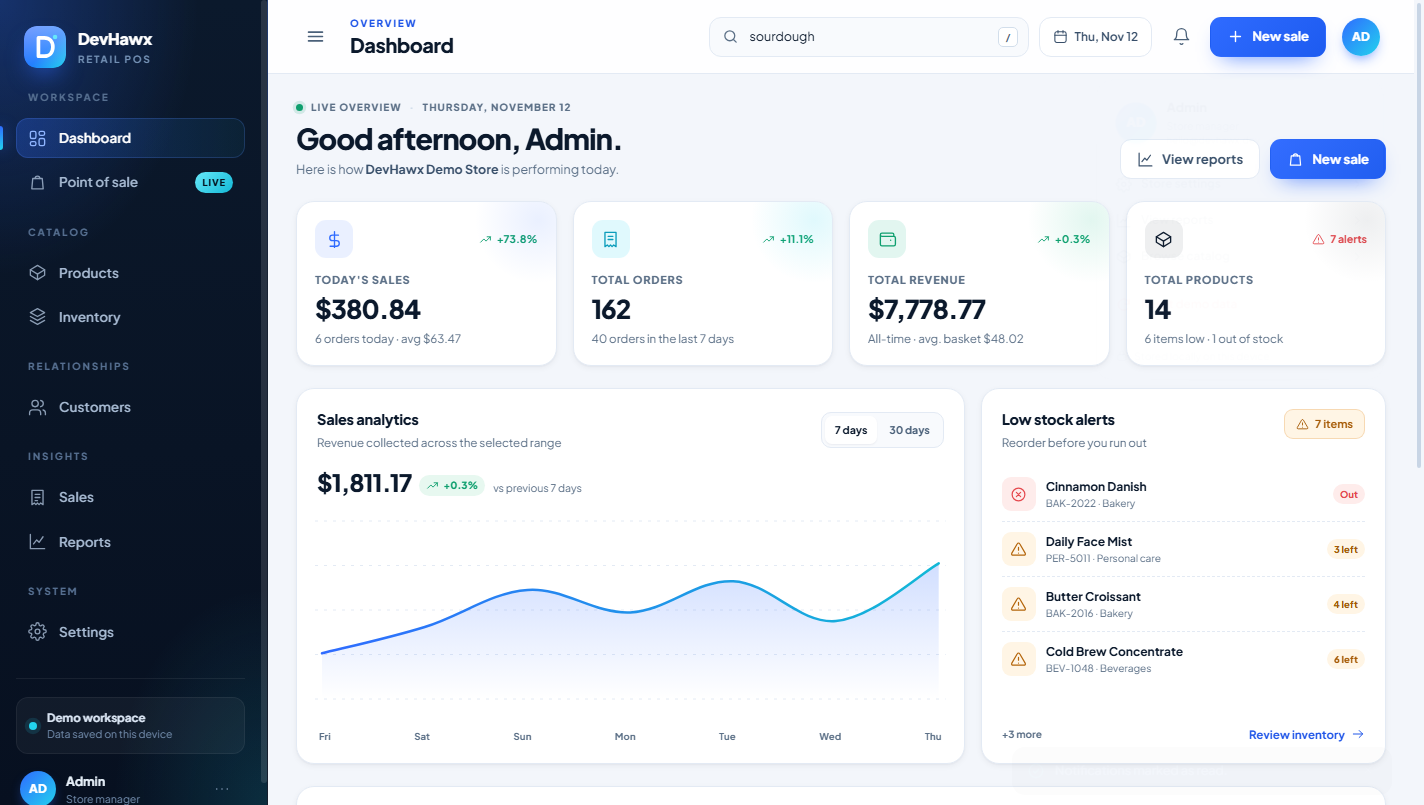 DevHawx
RETAIL POS
WORKSPACE
Dashboard
Point of sale
LIVE
CATALOG
Products
Inventory
RELATIONSHIPS
Customers
INSIGHTS
Sales
Reports
SYSTEM
Settings
Demo workspace
Data saved on this device
AD
Admin
Store manager
OVERVIEW
Dashboard
sourdough
/
Thu, Nov 12
New sale
AD
LIVE OVERVIEW · THURSDAY, NOVEMBER 12
Good afternoon, Admin.
Here is how DevHawx Demo Store is performing today.
View reports
New sale
+73.8%
TODAY'S SALES
$380.84
6 orders today · avg $63.47
+11.1%
TOTAL ORDERS
162
40 orders in the last 7 days
+0.3%
TOTAL REVENUE
$7,778.77
All-time · avg. basket $48.02
7 alerts
TOTAL PRODUCTS
14
6 items low · 1 out of stock
Sales analytics
Revenue collected across the selected range
7 days
30 days
$1,811.17
+0.3%
vs previous 7 days
Fri
Sat
Sun
Mon
Tue
Wed
Thu
Low stock alerts
Reorder before you run out
7 items
Cinnamon Danish
BAK-2022 · Bakery
Out
Daily Face Mist
PER-5011 · Personal care
3 left
Butter Croissant
BAK-2016 · Bakery
4 left
Cold Brew Concentrate
BEV-1048 · Beverages
6 left
+3 more
Review inventory